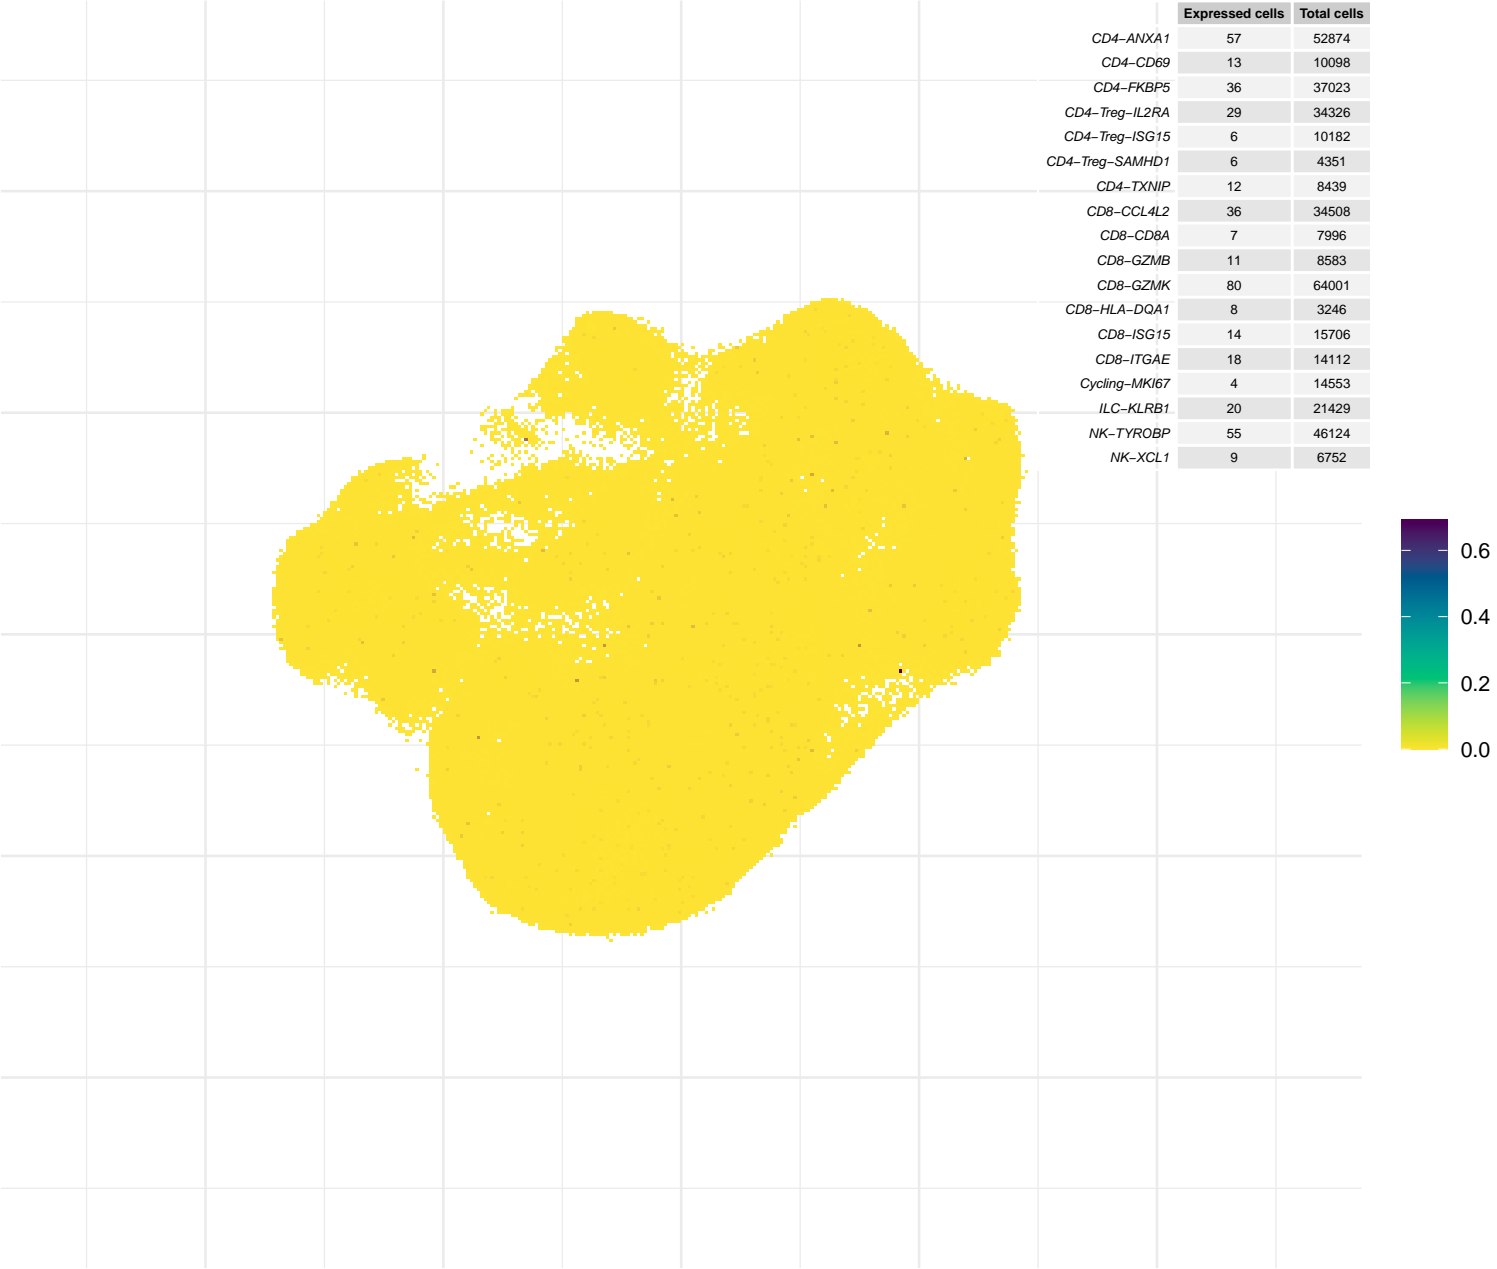 Expressed cells Total cells
CD4−ANXA1 57 52874
CD4−CD69 13 10098
CD4−FKBP5 36 37023
CD4−Treg−IL2RA 29 34326
CD4−Treg−ISG15 6 10182
CD4−Treg−SAMHD1 6 4351
CD4−TXNIP 12 8439
CD8−CCL4L2 36 34508
CD8−CD8A 7 7996
CD8−GZMB 11 8583
CD8−GZMK 80 64001
CD8−HLA−DQA1 8 3246
CD8−ISG15 14 15706
CD8−ITGAE 18 14112
Cycling−MKI67 4 14553
ILC−KLRB1 20 21429
NK−TYROBP 55 46124
NK−XCL1 9 6752
0.6
0.4
0.2
0.0